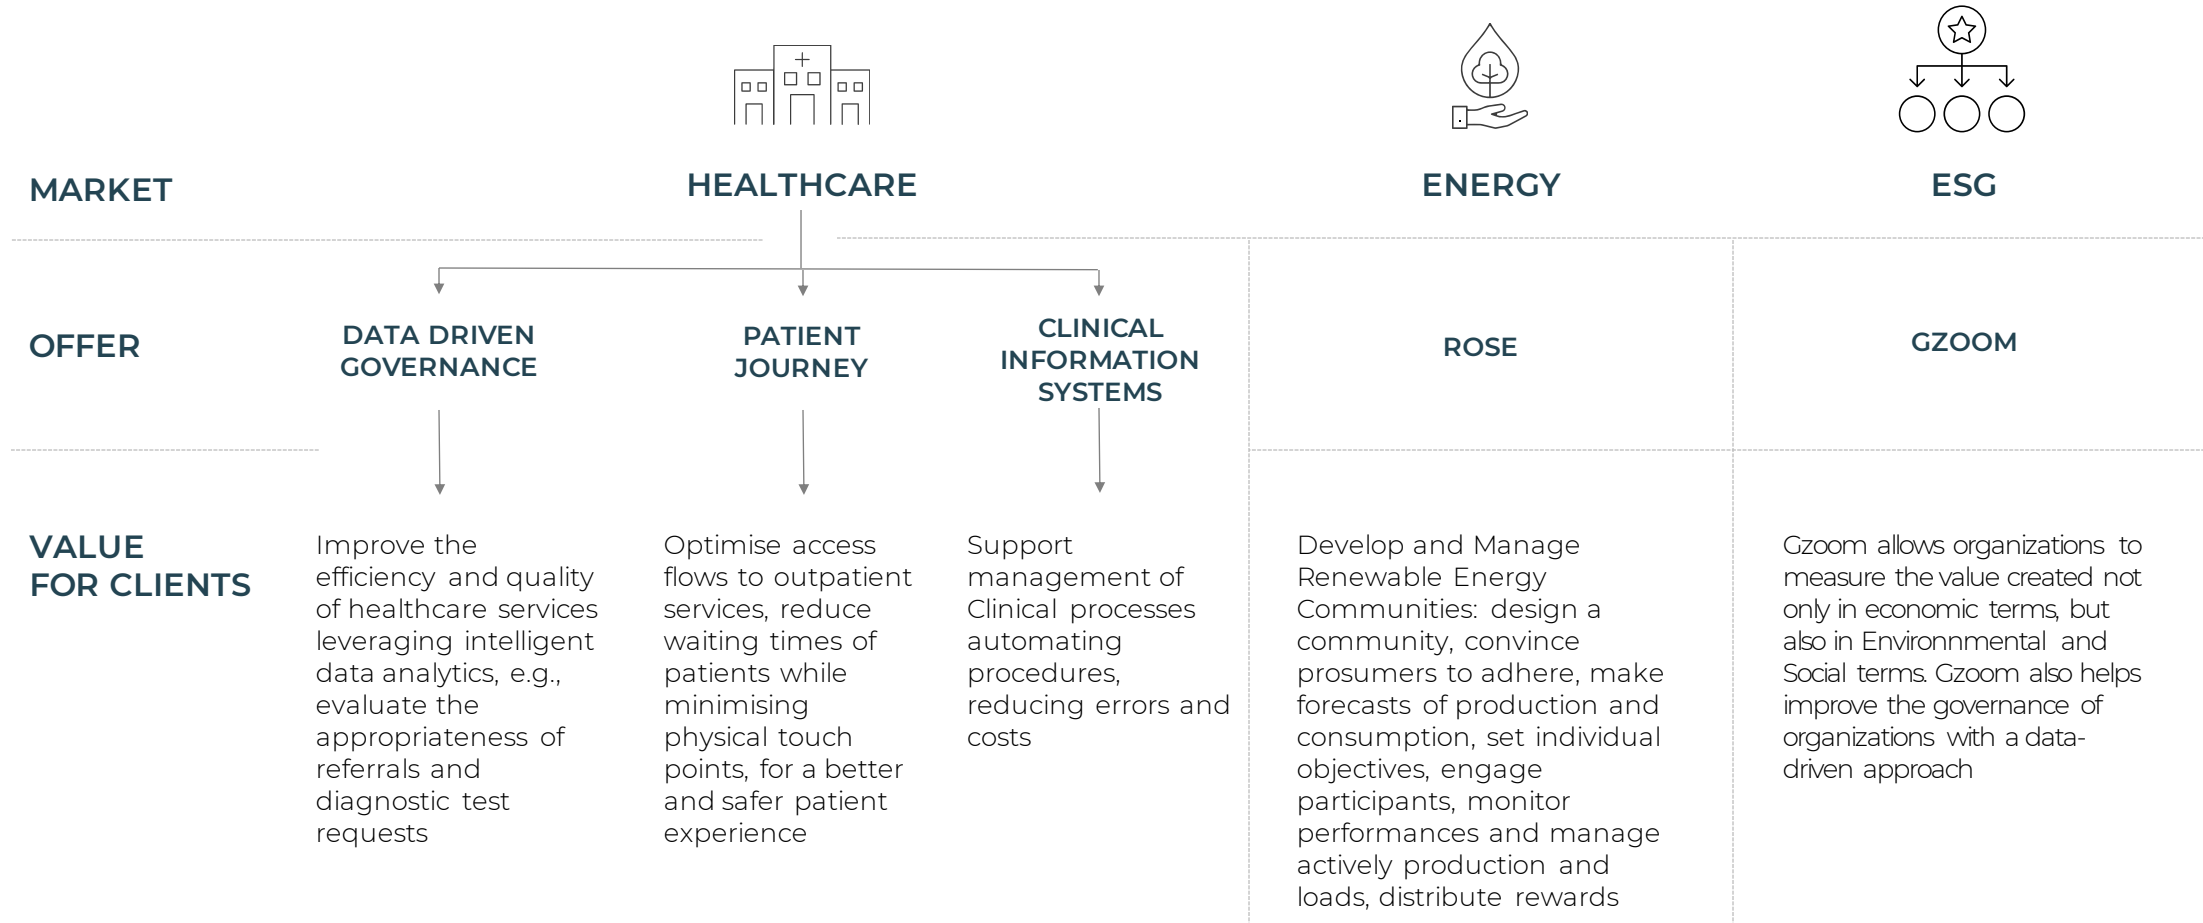 MARKET
HEALTHCARE
ENERGY
ESG
OFFER
DATA DRIVEN
GOVERNANCE
PATIENT
JOURNEY
CLINICAL
INFORMATION
SYSTEMS
ROSE
GZOOM
VALUE
FOR CLIENTS
Improve the
efficiency and quality
of healthcare services
leveraging intelligent
data analytics, e.g.,
evaluate the
appropriateness of
referrals and
diagnostic test
requests
Optimise access
flows to outpatient
services, reduce
waiting times of
patients while
minimising
physical touch
points, for a better
and safer patient
experience
Support
management of
Clinical processes
automating
procedures,
reducing errors and
costs
Develop and Manage
Renewable Energy
Communities: design a
community, convince
prosumers to adhere, make
forecasts of production and
consumption, set individual
objectives, engage
participants, monitor
performances and manage
actively production and
loads, distribute rewards
Gzoom allows organizations to
measure the value created not
only in economic terms, but
also in Environnmental and
Social terms. Gzoom also helps
improve the governance of
organizations with a data-
driven approach